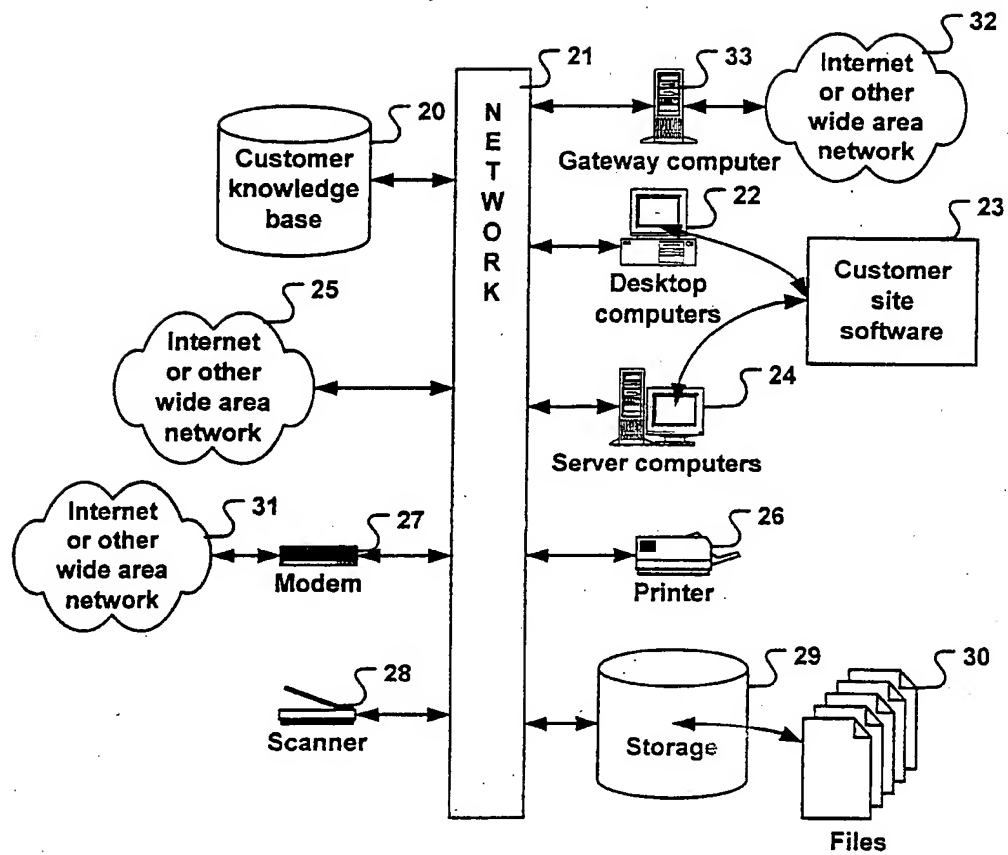 32
21
33
Internet
or other
wide area
network
20
NETWORK
Customer
knowledge
base
Gateway computer
22
23
Desktop
computers
Customer
site
software
25
Internet
or other
wide area
network
24
Server computers
31
27
26
Internet
or other
wide area
network
Modem
Printer
28
29
30
Scanner
Storage
Files